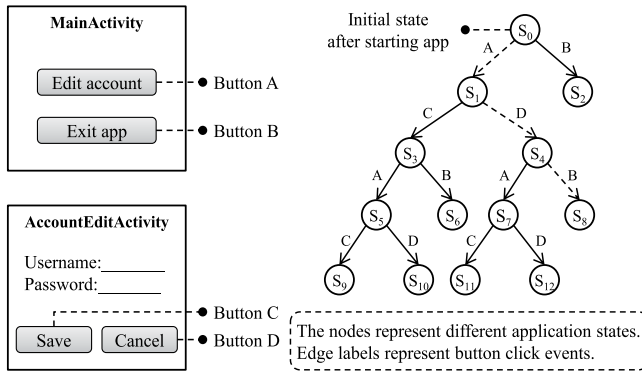 MainActivity
Edit account
Button A
Exit app
Button B
AccountEditActivity
Username:
Password:
Button C
Save
Cancel
Button D
Initial state
after starting app
S0
A
B
S1
S2
C
D
S3
S4
A
B
A
B
S5
S6
S7
S8
C
D
C
D
S9
S10
S11
S12
The nodes represent different application states.
Edge labels represent button click events.